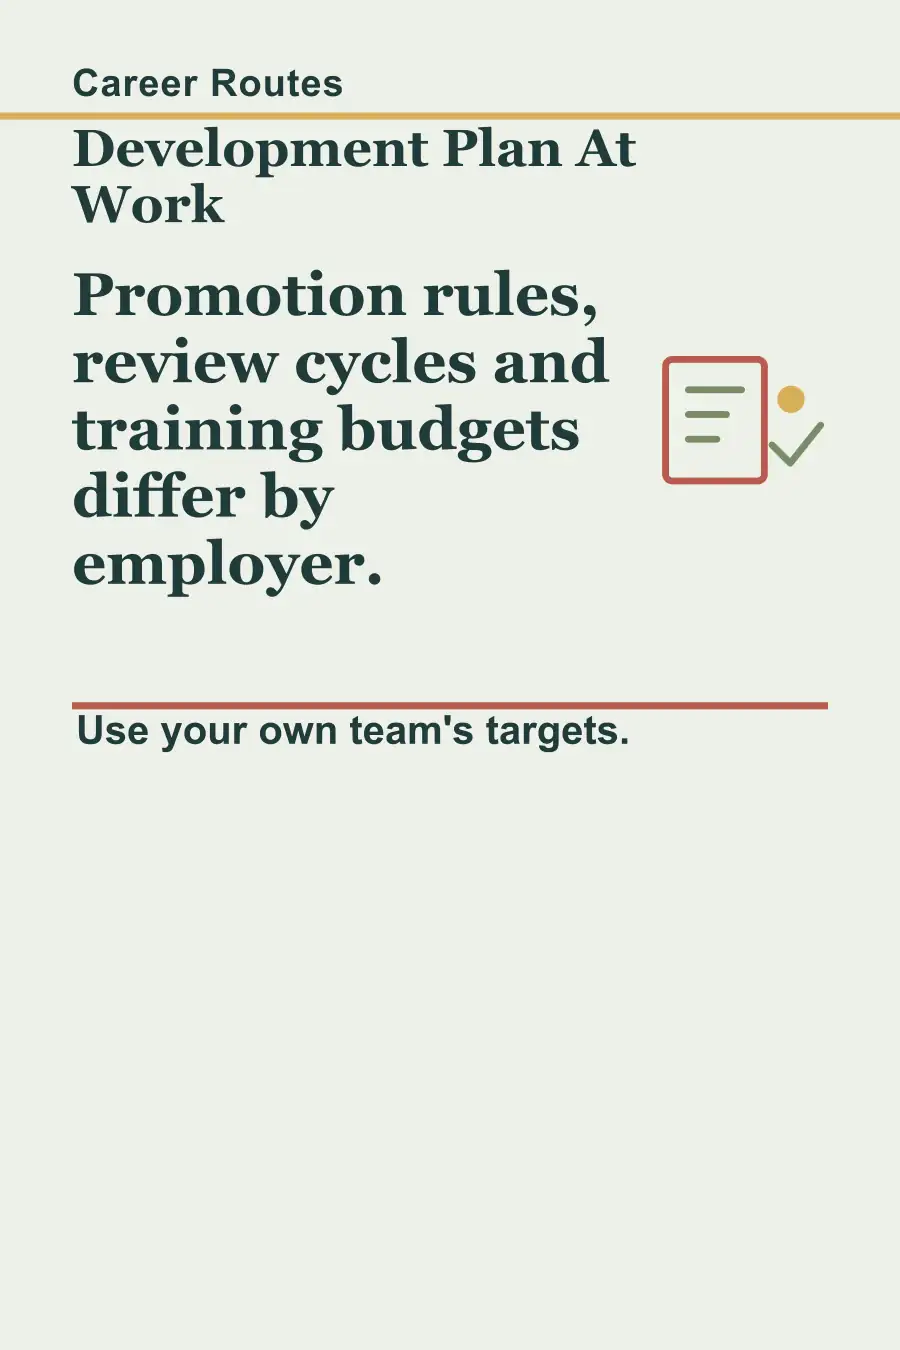 Career Routes
Development Plan At
Work
Promotion rules,
review cycles and
training budgets
differ by
employer.
Use your own team's targets.